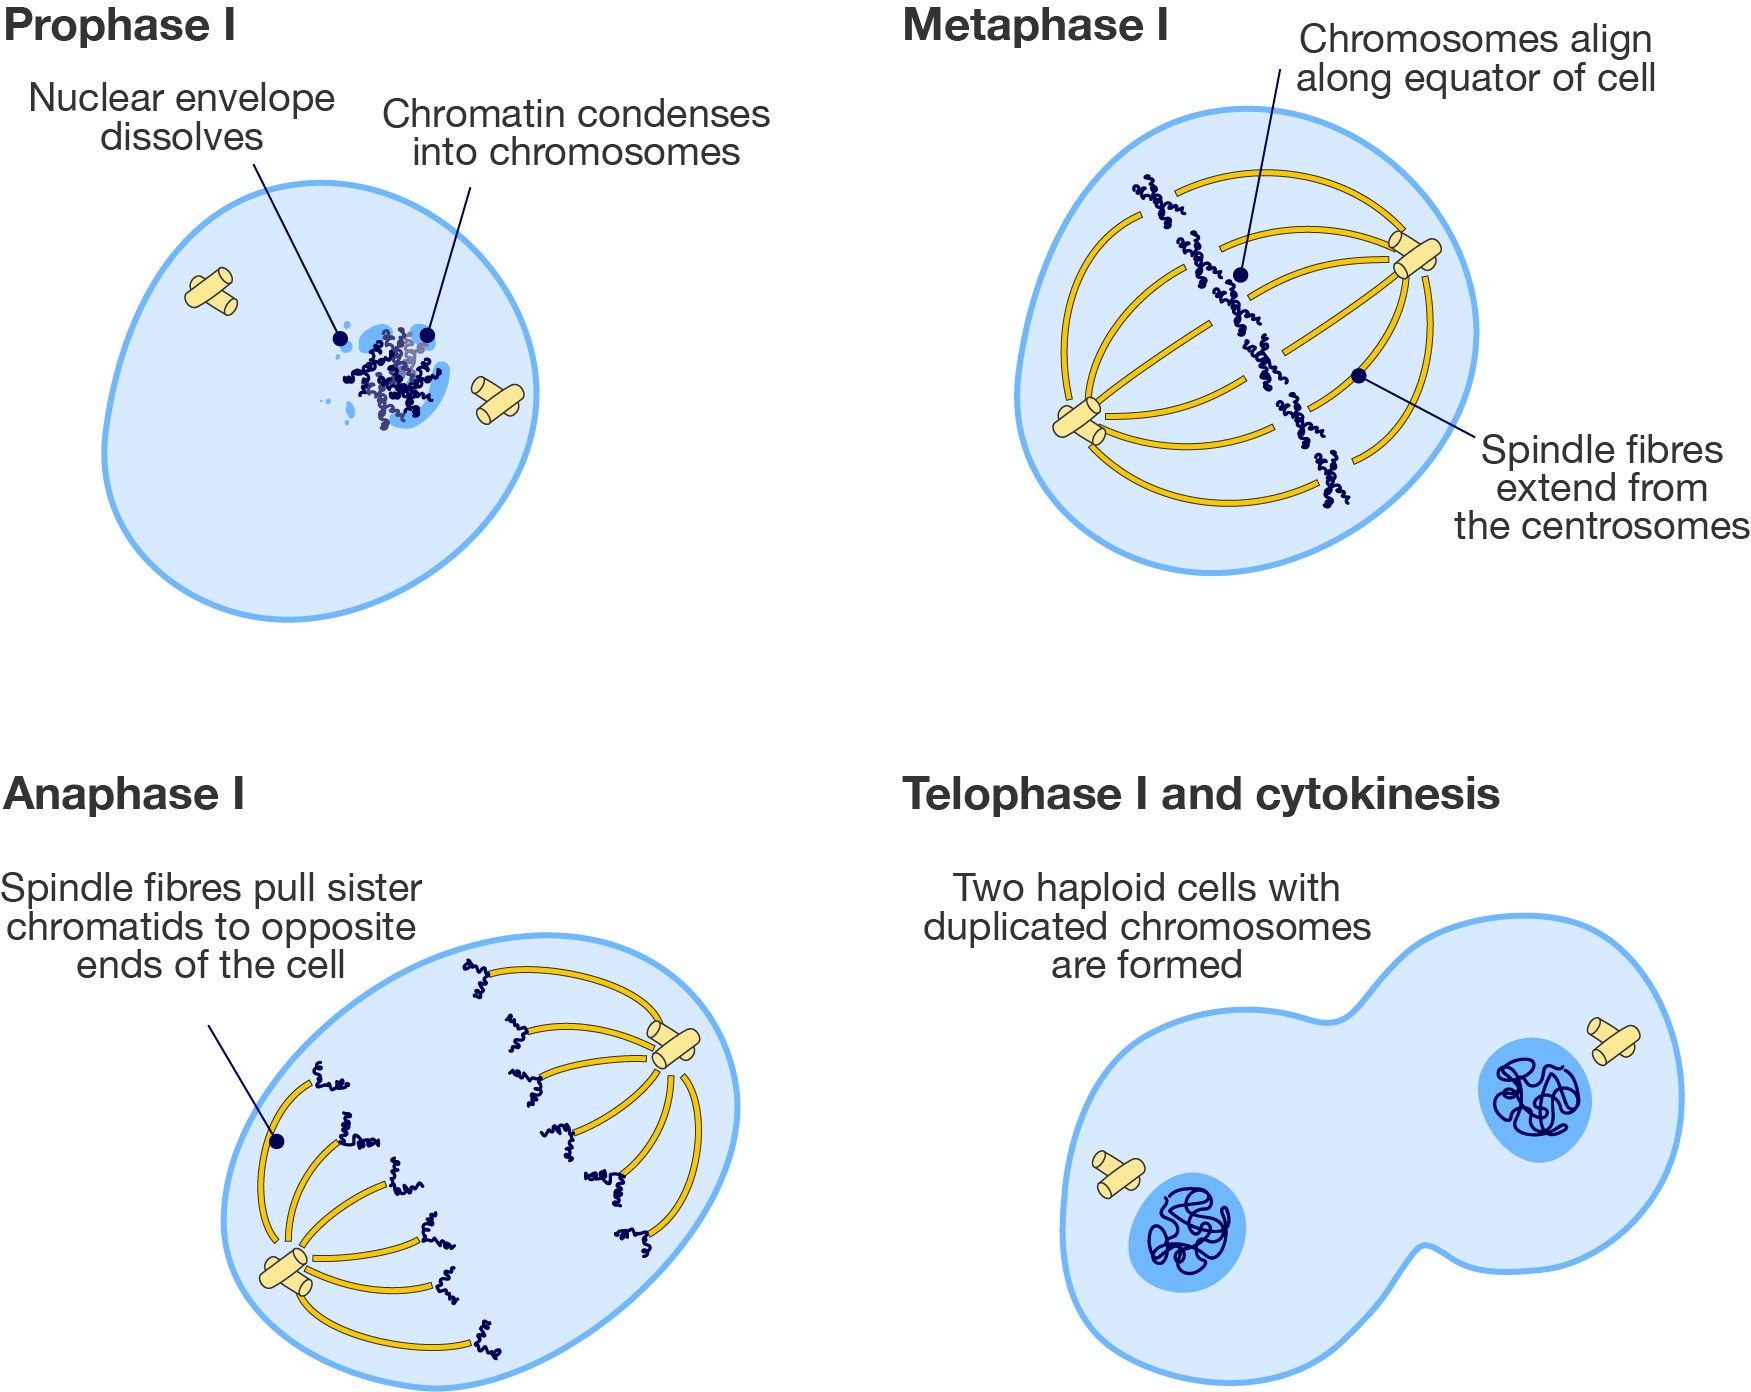 Prophase I
Nuclear envelope
dissolves
Chromatin condenses
into chromosomes
Metaphase I
Chromosomes align
along equator of cell
Spindle fibres
extend from
the centrosomes
Anaphase I
Spindle fibres pull sister
chromatids to opposite
ends of the cell
Telophase I and cytokinesis
Two haploid cells with
duplicated chromosomes
are formed